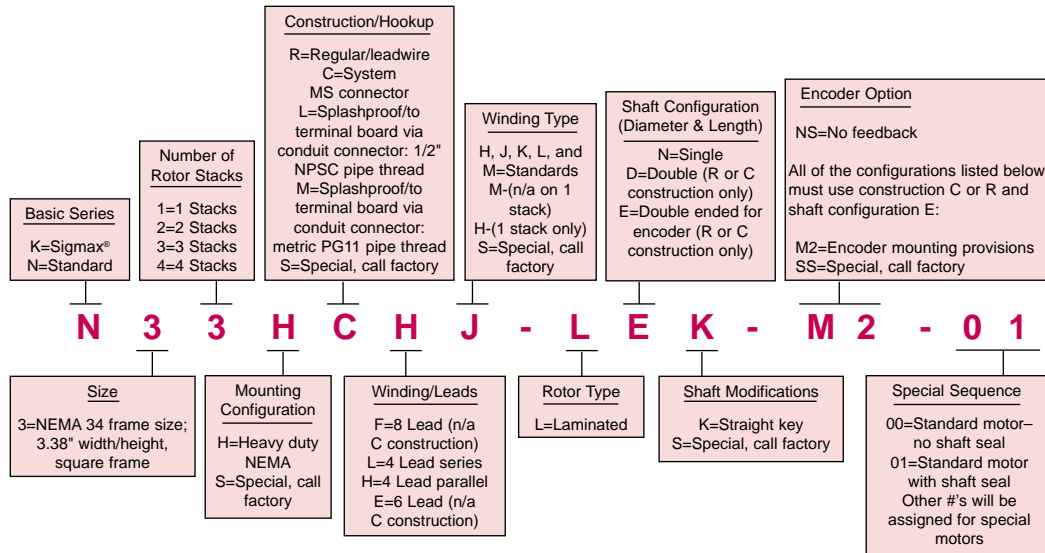 Construction/Hookup
R=Regular/leadwire
C=System
MS connector
L=Splashproof/to
terminal board via
conduit connector: 1/2"
NPSC pipe thread
M=Splashproof/to
terminal board via
conduit connector:
metric PG11 pipe thread
S=Special, call factory
Basic Series
K=Sigmax®
N=Standard
Number of
Rotor Stacks
1=1 Stacks
2=2 Stacks
3=3 Stacks
4=4 Stacks
Winding Type
H, J, K, L, and
M=Standards
M-(n/a on 1
stack)
H-(1 stack only)
S=Special, call
factory
Shaft Configuration
(Diameter & Length)
N=Single
D=Double (R or C
construction only)
E=Double ended for
encoder (R or C
construction only)
Encoder Option
NS=No feedback
All of the configurations listed below
must use construction C or R and
shaft configuration E:
M2=Encoder mounting provisions
SS=Special, call factory
N 3 3 H C H J - L E K - M 2 - 0 1
Size
3=NEMA 34 frame size;
3.38" width/height,
square frame
Mounting
Configuration
H=Heavy duty
NEMA
S=Special, call
factory
Winding/Leads
F=8 Lead (n/a
C construction)
L=4 Lead series
H=4 Lead parallel
E=6 Lead (n/a
C construction)
Rotor Type
L=Laminated
Shaft Modifications
K=Straight key
S=Special, call factory
Special Sequence
00=Standard motor–
no shaft seal
01=Standard motor
with shaft seal
Other #'s will be
assigned for special
motors